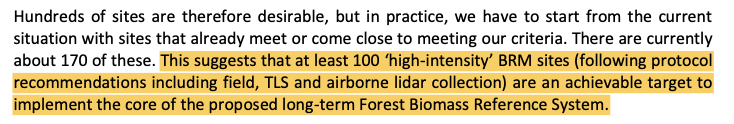 Hundreds of sites are therefore desirable, but in practice, we have to start from the current
situation with sites that already meet or come close to meeting our criteria. There are currently
about 170 of these. This suggests that at least 100 ‘high-intensity’ BRM sites (following protocol
recommendations including field, TLS and airborne lidar collection) are an achievable target to
implement the core of the proposed long-term Forest Biomass Reference System.